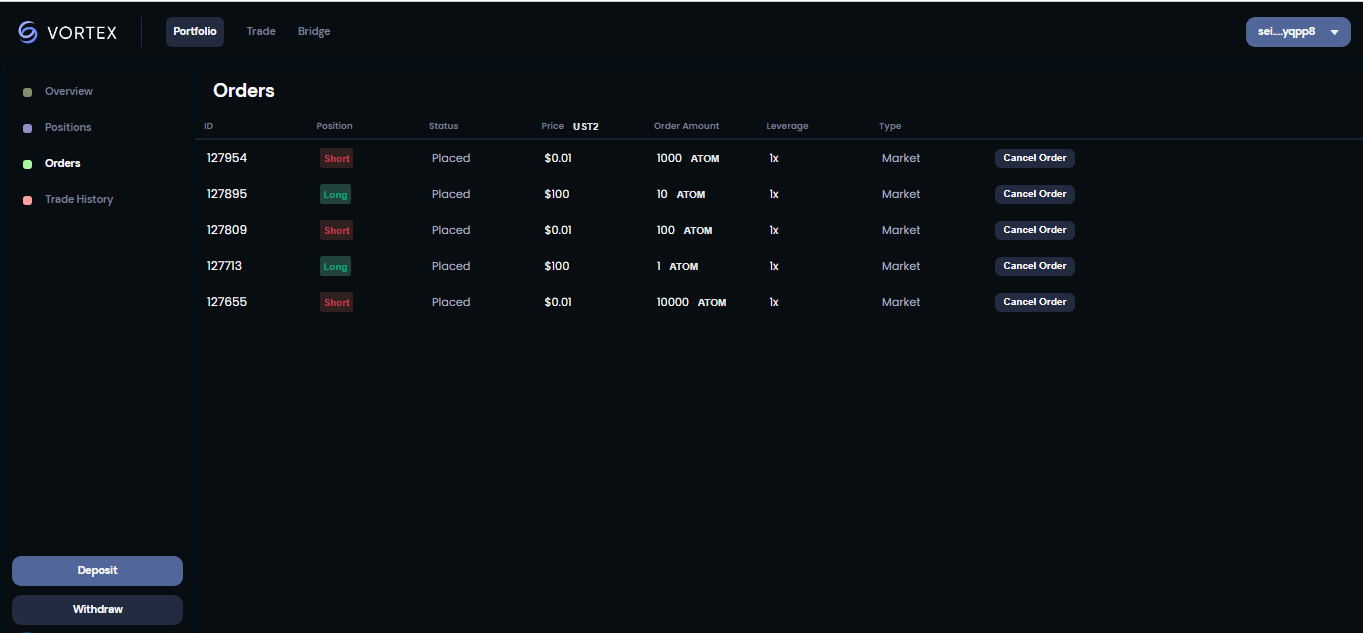 VORTEX Portfolio Trade Bridge sei....yqpp8
Overview
Positions
Orders
Trade History
Deposit
Withdraw
Orders
ID Position Status Price UST2 Order Amount Leverage Type
127954 Short Placed $0.01 1000 ATOM 1x Market Cancel Order
127895 Long Placed $100 10 ATOM 1x Market Cancel Order
127809 Short Placed $0.01 100 ATOM 1x Market Cancel Order
127713 Long Placed $100 1 ATOM 1x Market Cancel Order
127655 Short Placed $0.01 10000 ATOM 1x Market Cancel Order